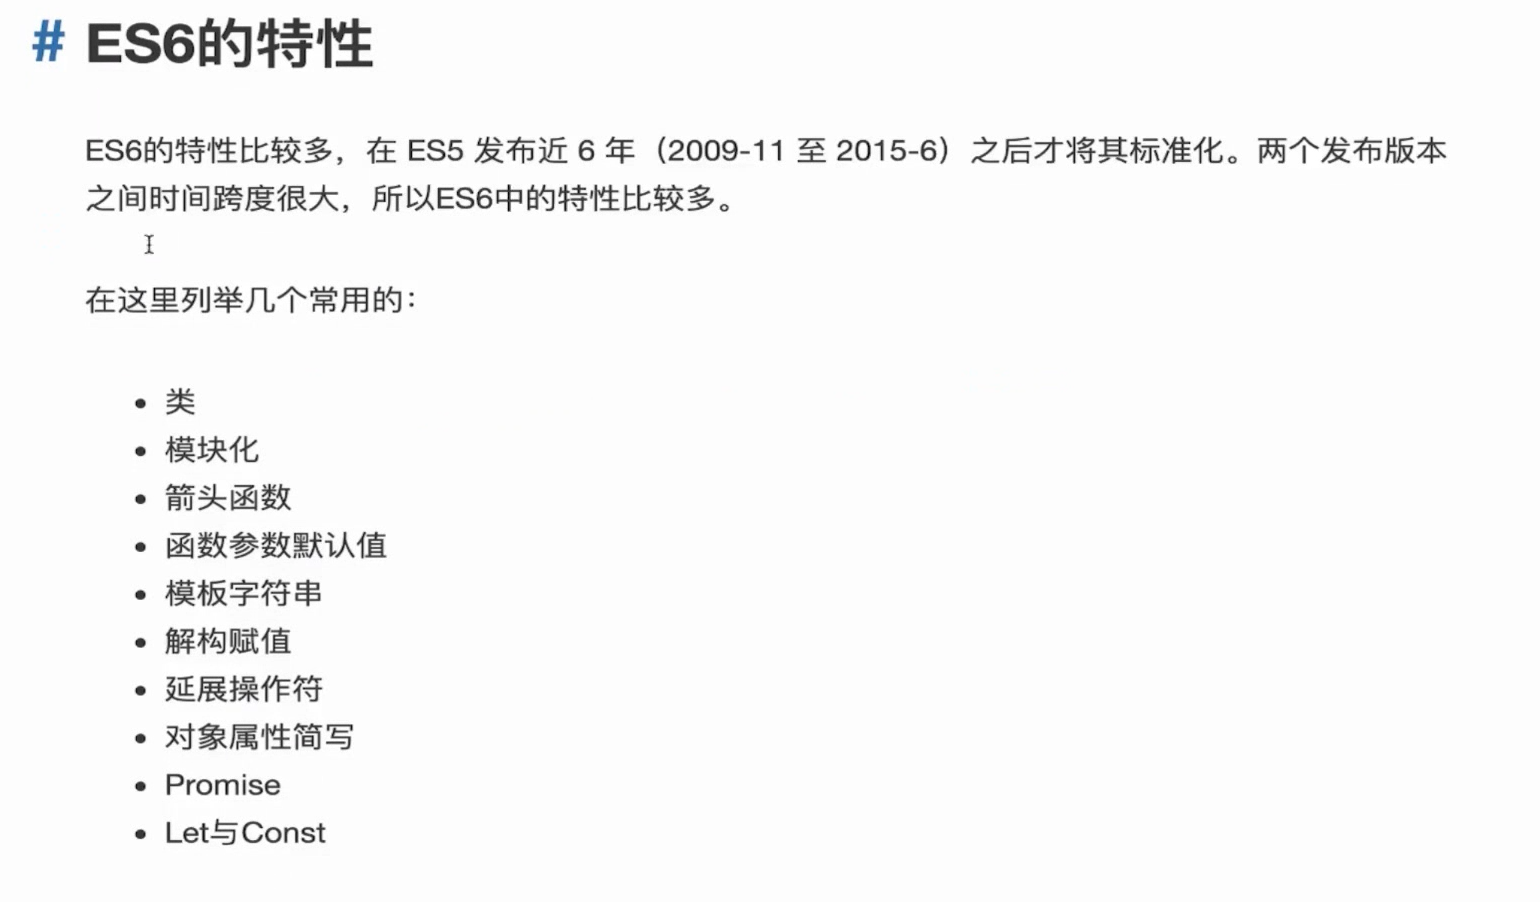 # ES6的特性
ES6的特性比较多，在 ES5 发布近 6 年（2009-11 至 2015-6）之后才将其标准化。两个发布版本
之间时间跨度很大，所以ES6中的特性比较多。
在这里列举几个常用的：
• 类
• 模块化
• 箭头函数
• 函数参数默认值
• 模板字符串
• 解构赋值
• 延展操作符
• 对象属性简写
• Promise
• Let与Const